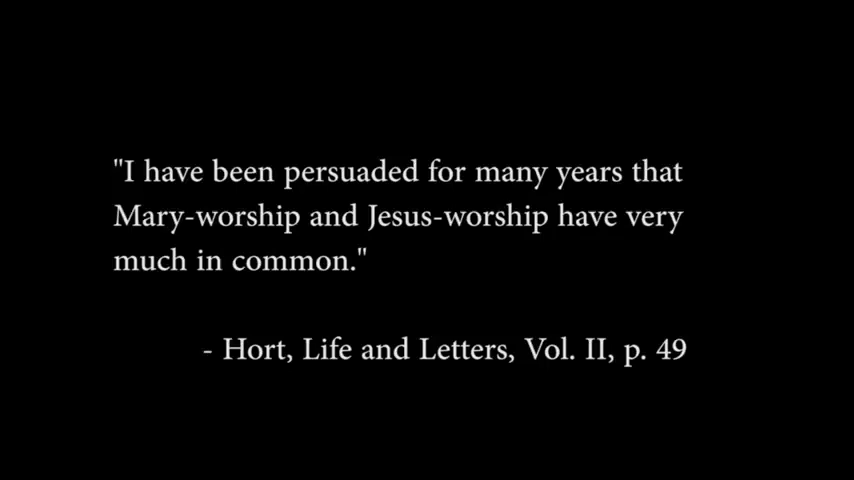 "I have been persuaded for many years that
Mary-worship and Jesus-worship have very
much in common."
- Hort, Life and Letters, Vol. II, p. 49